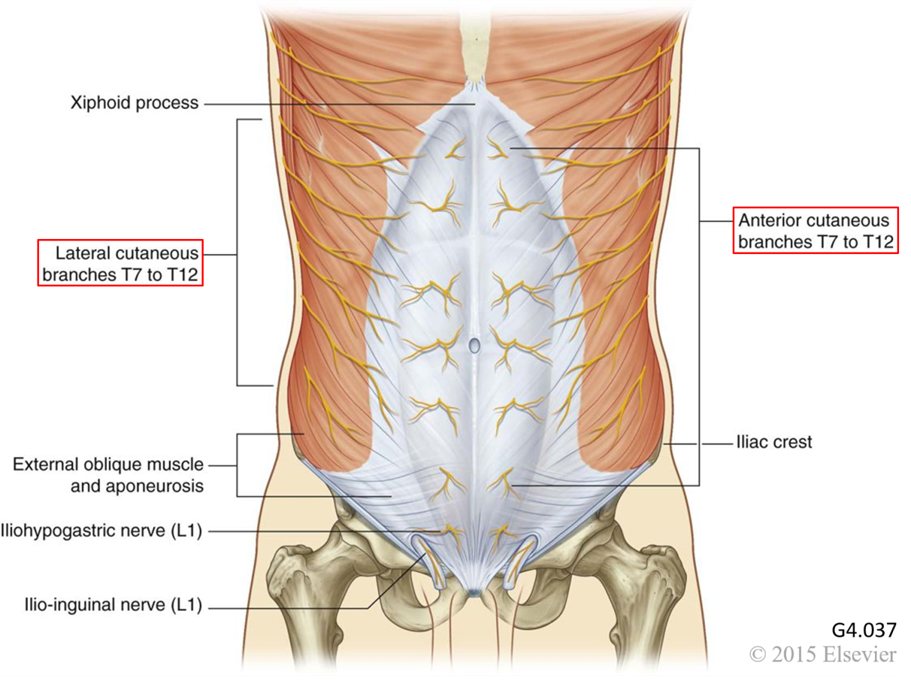 Xiphoid process
Lateral cutaneous
branches T7 to T12
External oblique muscle
and aponeurosis
Iliohypogastric nerve (L1)
Ilio-inguinal nerve (L1)
Anterior cutaneous
branches T7 to T12
Iliac crest
G4.037
© 2015 Elsevier